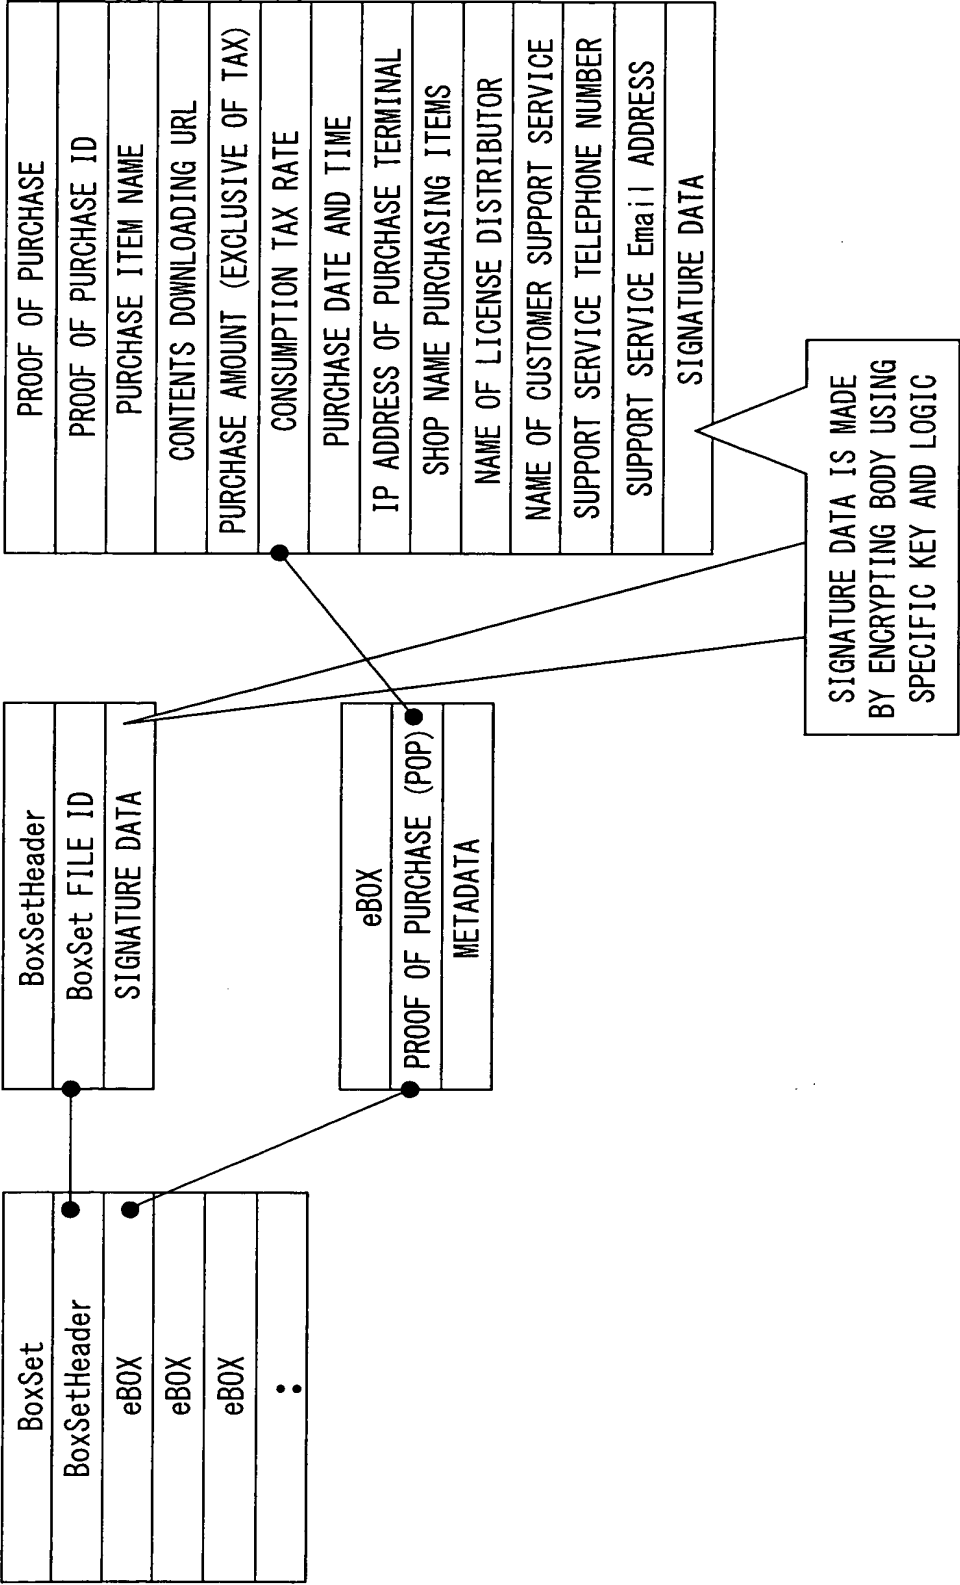 BoxSet
BoxSetHeader
eBOX
eBOX
eBOX
:
BoxSetHeader
BoxSet FILE ID
SIGNATURE DATA
eBOX
PROOF OF PURCHASE (POP)
METADATA
PROOF OF PURCHASE
PROOF OF PURCHASE ID
PURCHASE ITEM NAME
CONTENTS DOWNLOADING URL
PURCHASE AMOUNT (EXCLUSIVE OF TAX)
CONSUMPTION TAX RATE
PURCHASE DATE AND TIME
IP ADDRESS OF PURCHASE TERMINAL
SHOP NAME PURCHASING ITEMS
NAME OF LICENSE DISTRIBUTOR
NAME OF CUSTOMER SUPPORT SERVICE
SUPPORT SERVICE TELEPHONE NUMBER
SUPPORT SERVICE Email ADDRESS
SIGNATURE DATA
SIGNATURE DATA IS MADE
BY ENCRYPTING BODY USING
SPECIFIC KEY AND LOGIC